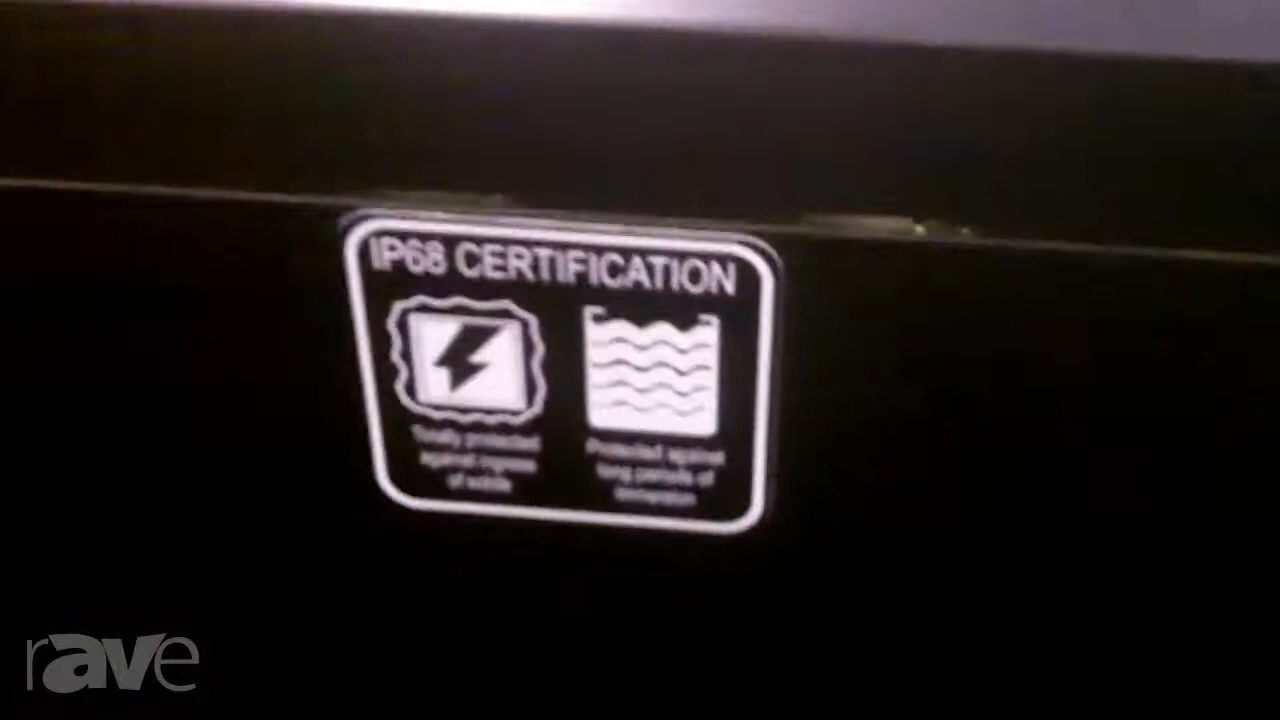 IP68 CERTIFICATION
Totally protected
against ingress
of solids
Protected against
long periods of
immersion
rave